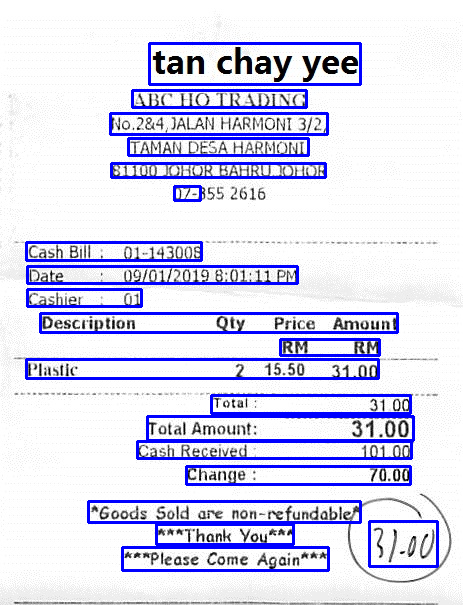 tan chay yee
ABC HO TRADING
No.2&4, JALAN HARMONI 3/2,
TAMAN DESA HARMONI
81100 JOHOR BAHRU, JOHOR
07-355 2616
Cash Bill : 01-143008
Date : 09/01/2019 8:01:11 PM
Cashier : 01
Description Qty Price Amount
RM RM
Plastic 2 15.50 31.00
Total : 31.00
Total Amount: 31.00
Cash Received : 101.00
Change : 70.00
*Goods Sold are non-refundable*
***Thank You***
***Please Come Again***
31.00